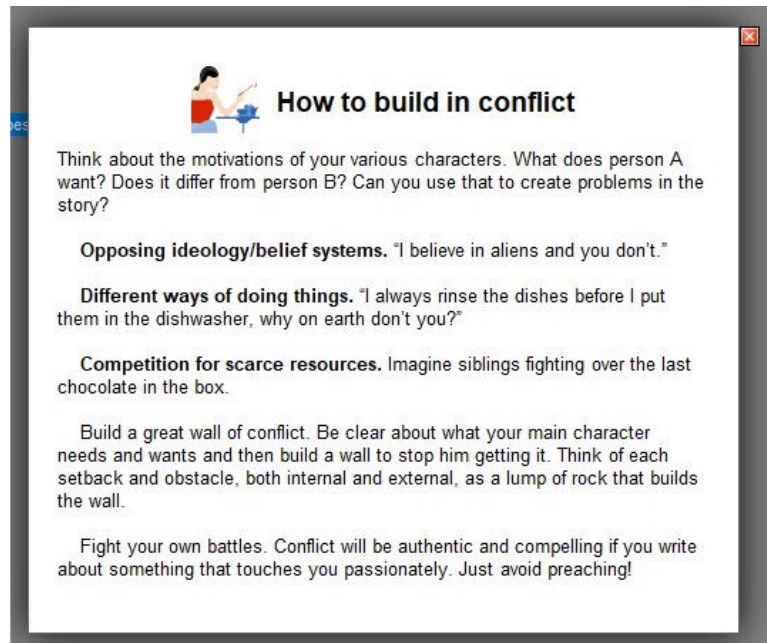 How to build in conflict
Think about the motivations of your various characters. What does person A
want? Does it differ from person B? Can you use that to create problems in the
story?
Opposing ideology/belief systems. “I believe in aliens and you don’t.”
Different ways of doing things. “I always rinse the dishes before I put
them in the dishwasher, why on earth don’t you?”
Competition for scarce resources. Imagine siblings fighting over the last
chocolate in the box.
Build a great wall of conflict. Be clear about what your main character
needs and wants and then build a wall to stop him getting it. Think of each
setback and obstacle, both internal and external, as a lump of rock that builds
the wall.
Fight your own battles. Conflict will be authentic and compelling if you write
about something that touches you passionately. Just avoid preaching!